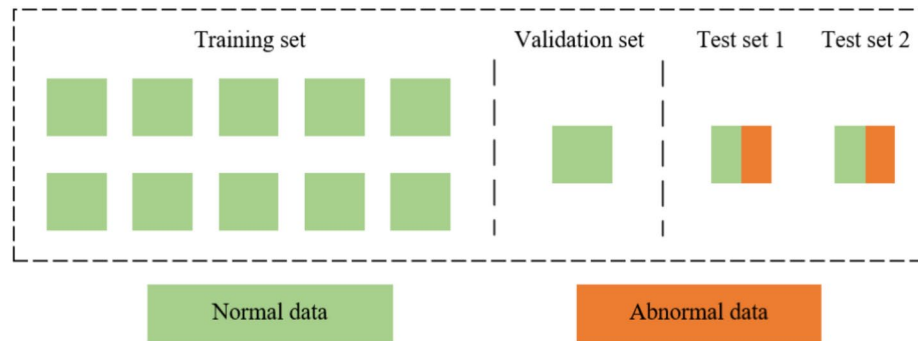 Training set
Validation set
Test set 1
Test set 2
Normal data
Abnormal data